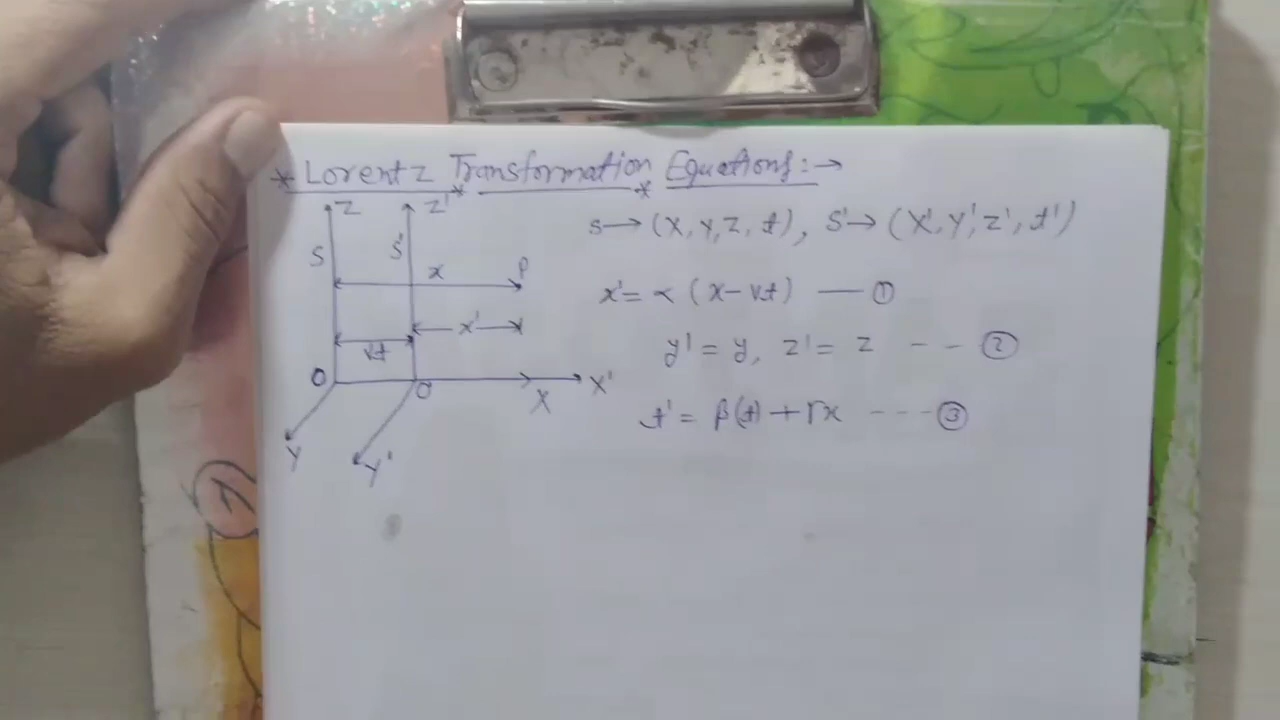 * Lorentz Transformation Equations:→
Z Z'
S → (X, Y, Z, t), S' → (X', Y', Z', t')
S S' x P
x' = α (x - vt) — ①
x'
vt
y' = y, z' = z - - ②
O O' X X'
t' = β(t) + Γx - - - ③
Y Y'